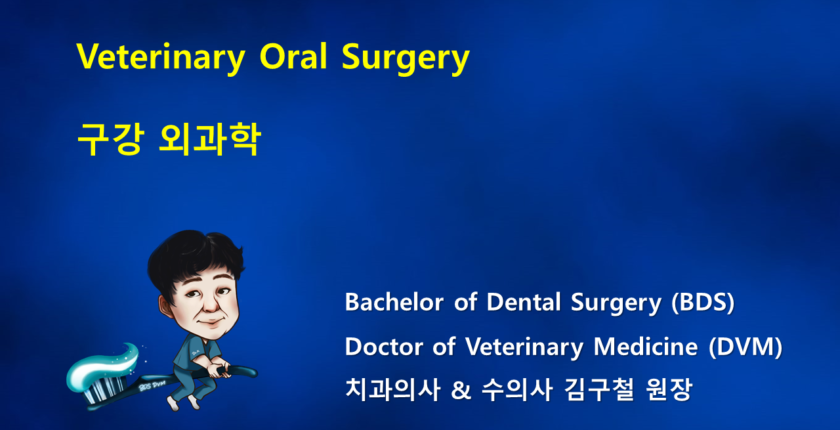 Veterinary Oral Surgery
구강 외과학
Bachelor of Dental Surgery (BDS)
Doctor of Veterinary Medicine (DVM)
치과의사 & 수의사 김구철 원장